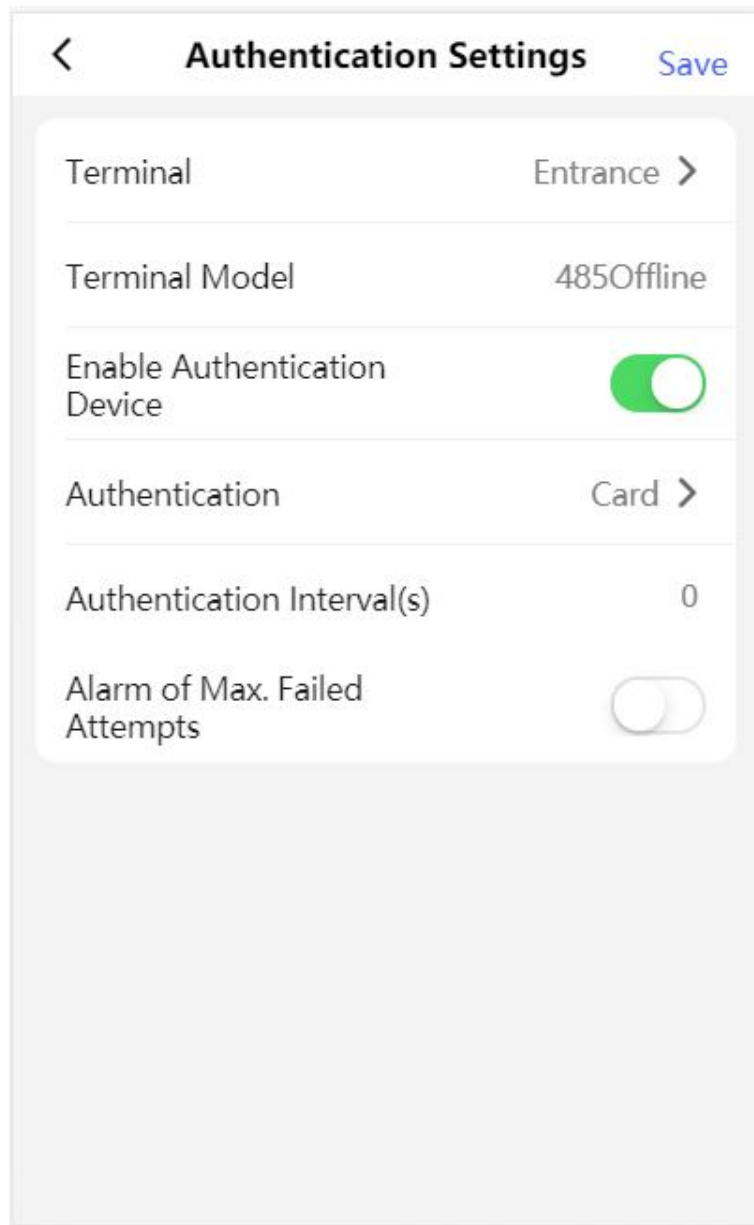 Authentication Settings
Save
Terminal
Entrance
Terminal Model
485Offline
Enable Authentication
Device
Authentication
Card
Authentication Interval(s)
0
Alarm of Max. Failed
Attempts